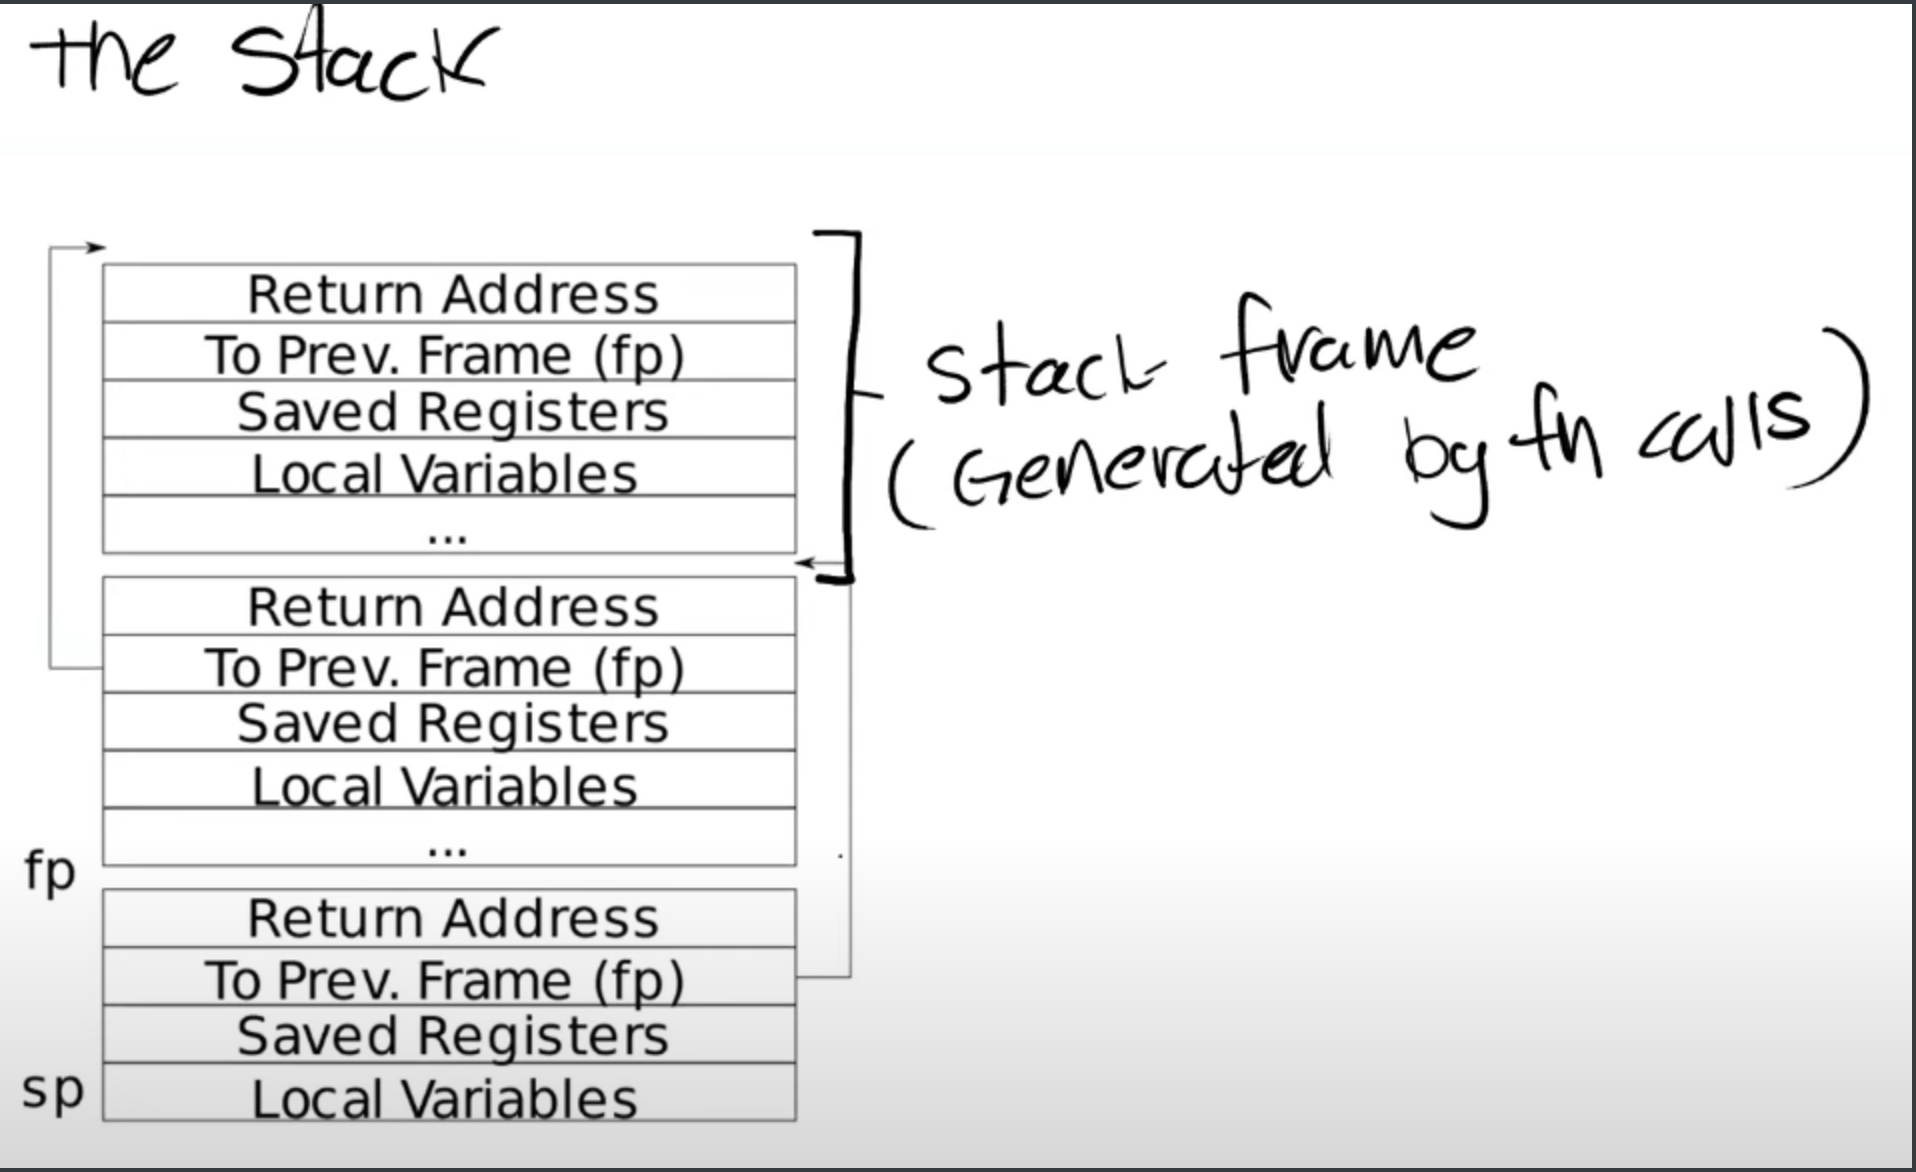 the Stack
Return Address
To Prev. Frame (fp)
Saved Registers
Local Variables
...
Stack frame
(Generated by fn calls)
Return Address
To Prev. Frame (fp)
Saved Registers
Local Variables
...
fp
Return Address
To Prev. Frame (fp)
Saved Registers
sp
Local Variables